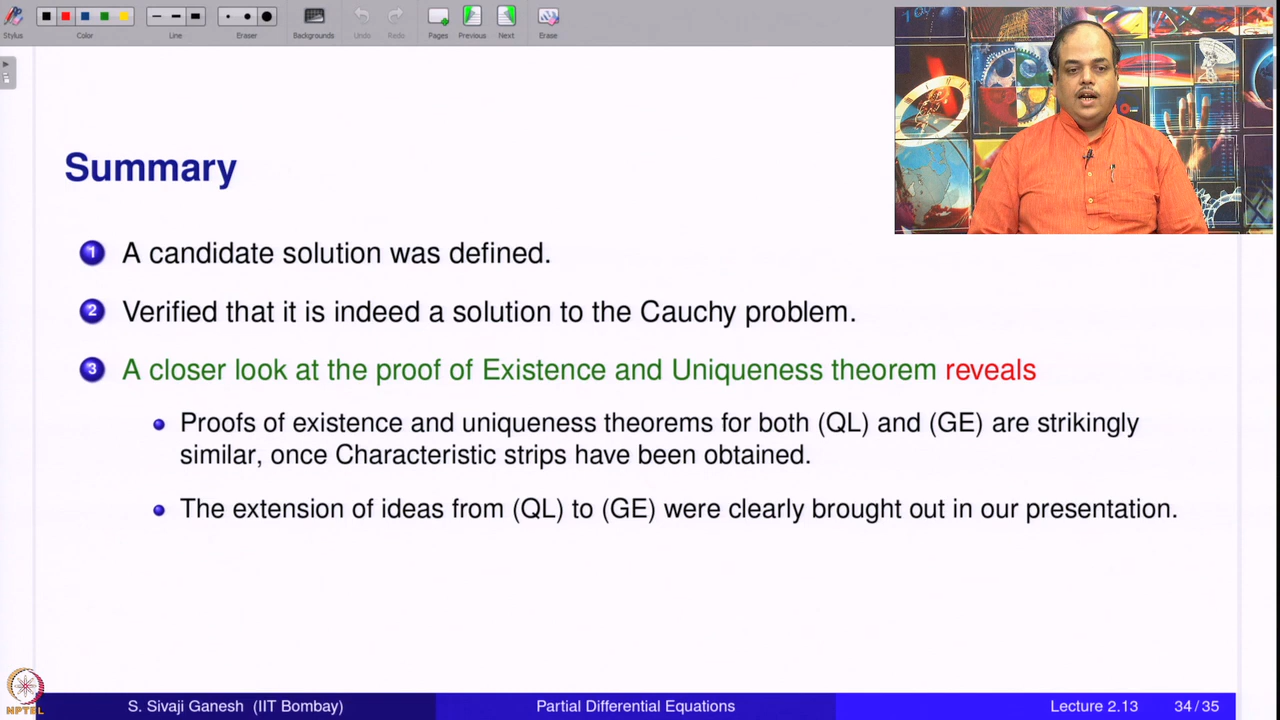 Stylus
Color
Line
Eraser
Backgrounds
Undo
Redo
Pages
Previous
Next
Erase
Summary
1 A candidate solution was defined.
2 Verified that it is indeed a solution to the Cauchy problem.
3 A closer look at the proof of Existence and Uniqueness theorem reveals
Proofs of existence and uniqueness theorems for both (QL) and (GE) are strikingly
similar, once Characteristic strips have been obtained.
The extension of ideas from (QL) to (GE) were clearly brought out in our presentation.
NPTEL
S. Sivaji Ganesh (IIT Bombay)
Partial Differential Equations
Lecture 2.13
34/35